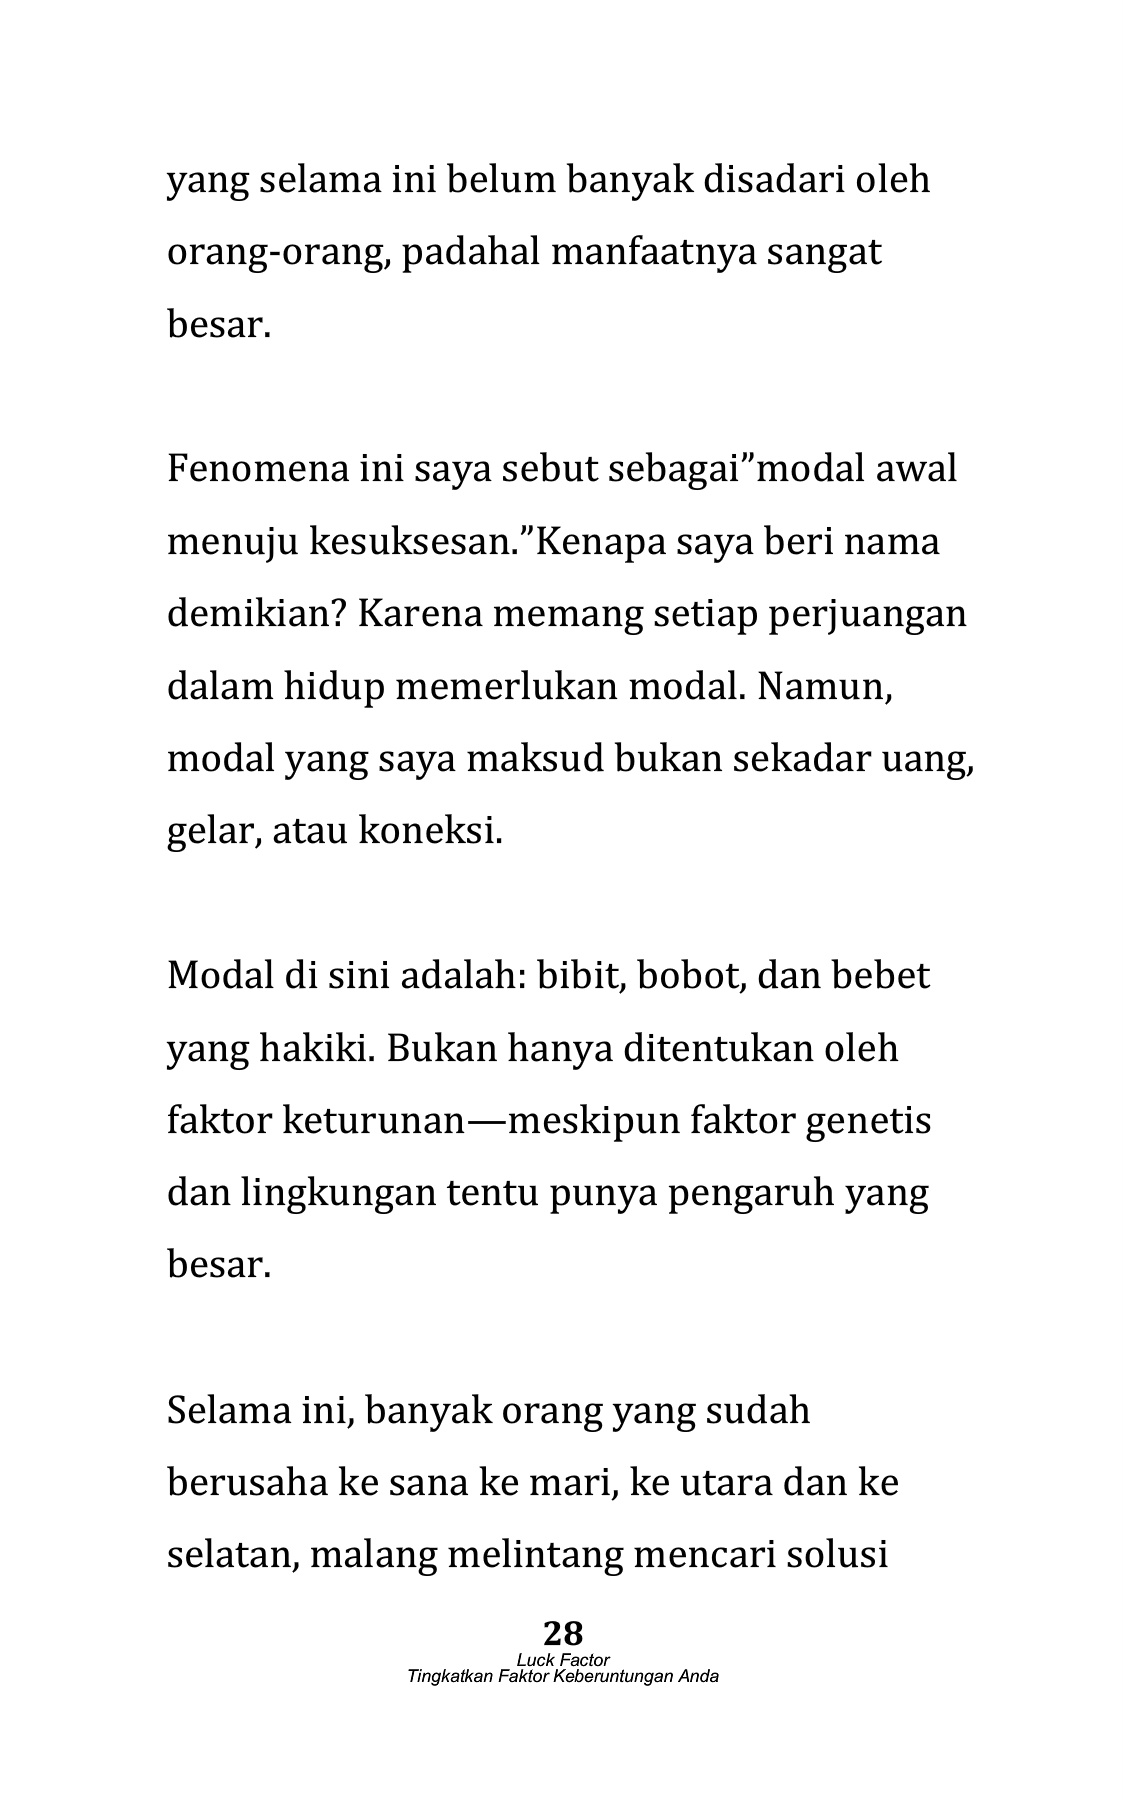 yang selama ini belum banyak disadari oleh
orang-orang, padahal manfaatnya sangat
besar.
Fenomena ini saya sebut sebagai”modal awal
menuju kesuksesan.”Kenapa saya beri nama
demikian? Karena memang setiap perjuangan
dalam hidup memerlukan modal. Namun,
modal yang saya maksud bukan sekadar uang,
gelar, atau koneksi.
Modal di sini adalah: bibit, bobot, dan bebet
yang hakiki. Bukan hanya ditentukan oleh
faktor keturunan—meskipun faktor genetis
dan lingkungan tentu punya pengaruh yang
besar.
Selama ini, banyak orang yang sudah
berusaha ke sana ke mari, ke utara dan ke
selatan, malang melintang mencari solusi
28
Luck Factor
Tingkatkan Faktor Keberuntungan Anda